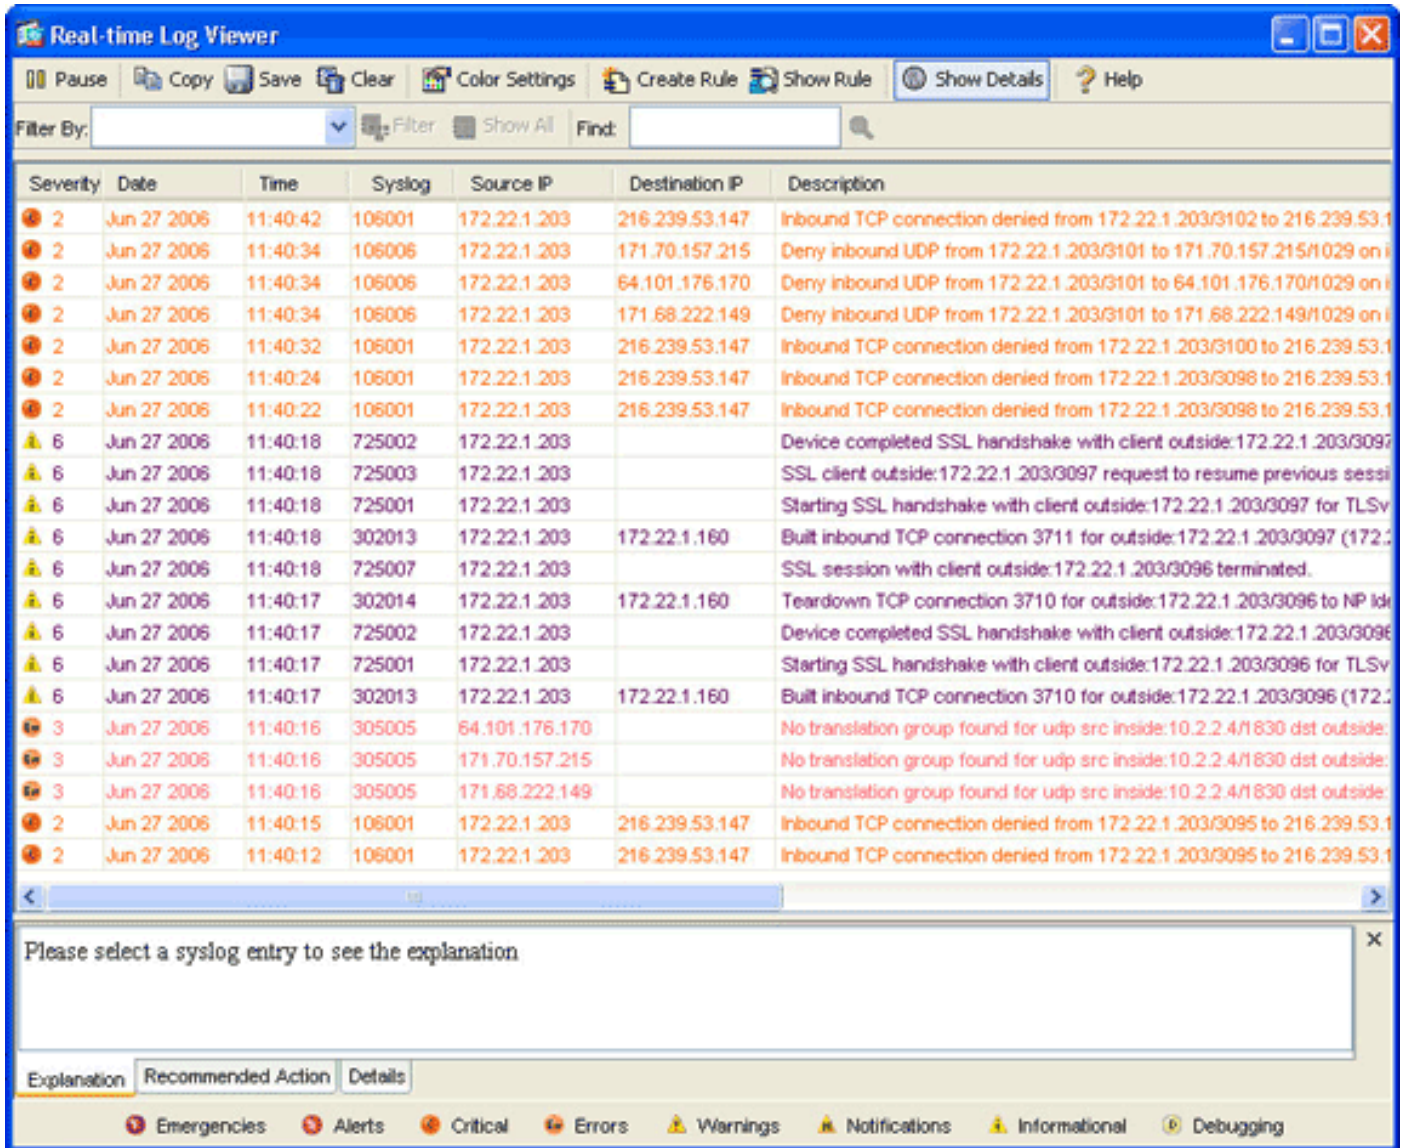 Real-time Log Viewer
Pause Copy Save Clear Color Settings Create Rule Show Rule Show Details Help
Filter By: Filter Show All Find:
Severity Date Time Syslog Source IP Destination IP Description
2 Jun 27 2006 11:40:42 106001 172.22.1.203 216.239.53.147 Inbound TCP connection denied from 172.22.1.203/3102 to 216.239.53.1
2 Jun 27 2006 11:40:34 106006 172.22.1.203 171.70.157.215 Deny inbound UDP from 172.22.1.203/3101 to 171.70.157.215/1029 on i
2 Jun 27 2006 11:40:34 106006 172.22.1.203 64.101.176.170 Deny inbound UDP from 172.22.1.203/3101 to 64.101.176.170/1029 on i
2 Jun 27 2006 11:40:34 106006 172.22.1.203 171.68.222.149 Deny inbound UDP from 172.22.1.203/3101 to 171.68.222.149/1029 on i
2 Jun 27 2006 11:40:32 106001 172.22.1.203 216.239.53.147 Inbound TCP connection denied from 172.22.1.203/3100 to 216.239.53.1
2 Jun 27 2006 11:40:24 106001 172.22.1.203 216.239.53.147 Inbound TCP connection denied from 172.22.1.203/3098 to 216.239.53.1
2 Jun 27 2006 11:40:22 106001 172.22.1.203 216.239.53.147 Inbound TCP connection denied from 172.22.1.203/3098 to 216.239.53.1
6 Jun 27 2006 11:40:18 725002 172.22.1.203 Device completed SSL handshake with client outside:172.22.1.203/3097
6 Jun 27 2006 11:40:18 725003 172.22.1.203 SSL client outside:172.22.1.203/3097 request to resume previous sessi
6 Jun 27 2006 11:40:18 725001 172.22.1.203 Starting SSL handshake with client outside:172.22.1.203/3097 for TLSv
6 Jun 27 2006 11:40:18 302013 172.22.1.203 172.22.1.160 Built inbound TCP connection 3711 for outside:172.22.1.203/3097 (172.2
6 Jun 27 2006 11:40:18 725007 172.22.1.203 SSL session with client outside:172.22.1.203/3096 terminated.
6 Jun 27 2006 11:40:17 302014 172.22.1.203 172.22.1.160 Teardown TCP connection 3710 for outside:172.22.1.203/3096 to NP Ide
6 Jun 27 2006 11:40:17 725002 172.22.1.203 Device completed SSL handshake with client outside:172.22.1.203/3096
6 Jun 27 2006 11:40:17 725001 172.22.1.203 Starting SSL handshake with client outside:172.22.1.203/3096 for TLSv
6 Jun 27 2006 11:40:17 302013 172.22.1.203 172.22.1.160 Built inbound TCP connection 3710 for outside:172.22.1.203/3096 (172.2
3 Jun 27 2006 11:40:16 305005 64.101.176.170 No translation group found for udp src inside:10.2.2.4/1830 dst outside:
3 Jun 27 2006 11:40:16 305005 171.70.157.215 No translation group found for udp src inside:10.2.2.4/1830 dst outside:
3 Jun 27 2006 11:40:16 305005 171.68.222.149 No translation group found for udp src inside:10.2.2.4/1830 dst outside:
2 Jun 27 2006 11:40:15 106001 172.22.1.203 216.239.53.147 Inbound TCP connection denied from 172.22.1.203/3095 to 216.239.53.1
2 Jun 27 2006 11:40:12 106001 172.22.1.203 216.239.53.147 Inbound TCP connection denied from 172.22.1.203/3095 to 216.239.53.1
Please select a syslog entry to see the explanation
Explanation Recommended Action Details
Emergencies Alerts Critical Errors Warnings Notifications Informational Debugging